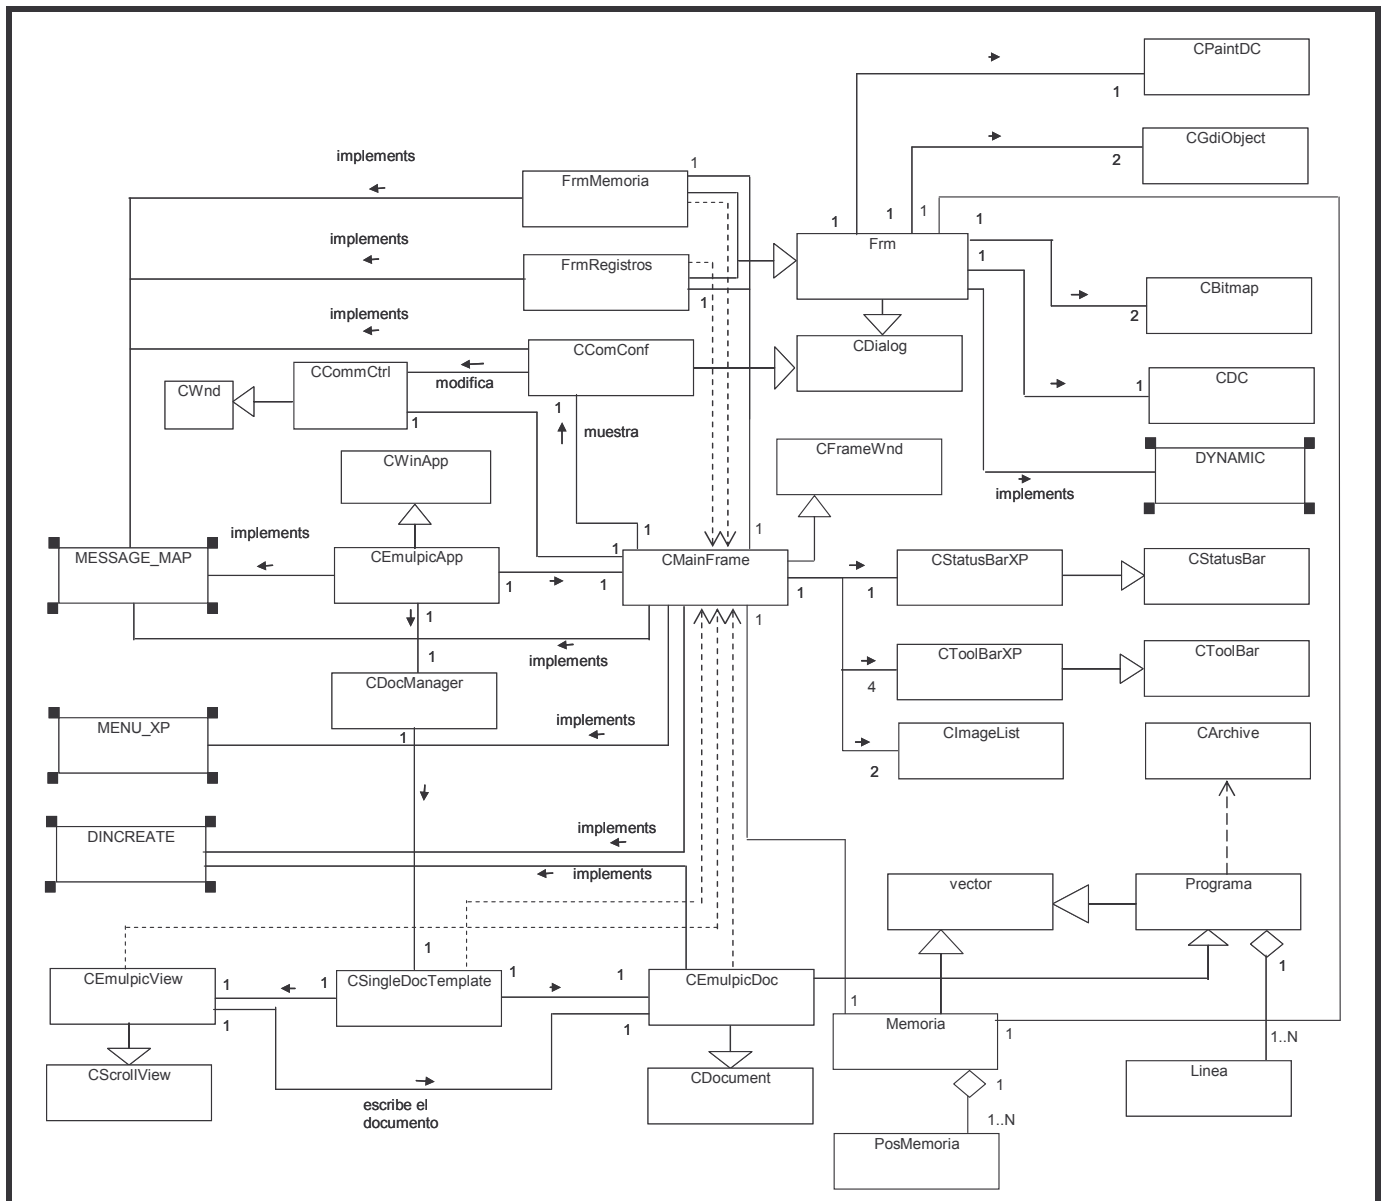 CPaintDC
1
CGdiObject
implements
1
2
FrmMemoria
1
1
1
1
implements
Frm
FrmRegistros
1
CBitmap
1
implements
2
CComConf
CDialog
CCommCtrl
CDC
1
CWnd
modifica
1
1
muestra
CFrameWnd
CWinApp
DYNAMIC
implements
implements
1
1
1
MESSAGE_MAP
CEmulpicApp
CMainFrame
CStatusBarXP
CStatusBar
1
1
1
1
1
1
implements
1
CToolBarXP
CToolBar
CDocManager
4
implements
MENU_XP
1
CImageList
CArchive
2
implements
DINCREATE
implements
vector
Programa
1
1
1
1
CEmulpicView
1
1
CSingleDocTemplate
CEmulpicDoc
1
1
1
Memoria
1
1..N
CScrollView
CDocument
Linea
1
escribe el
documento
1..N
PosMemoria